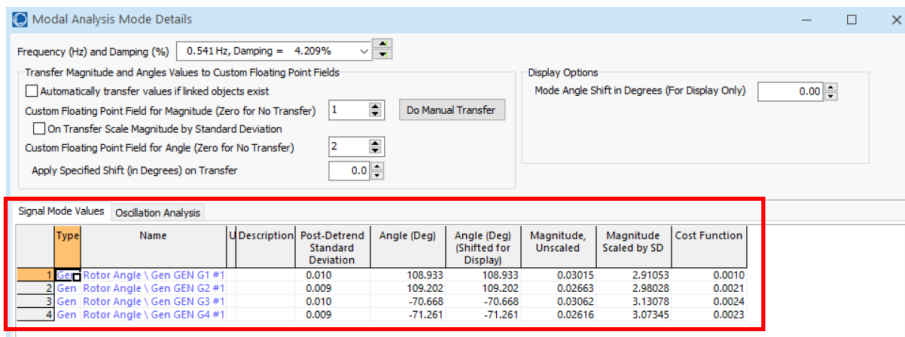 Modal Analysis Mode Details
Frequency (Hz) and Damping (%) 0.541 Hz, Damping = 4.209%
Transfer Magnitude and Angles Values to Custom Floating Point Fields
Automatically transfer values if linked objects exist
Custom Floating Point Field for Magnitude (Zero for No Transfer) 1 Do Manual Transfer
On Transfer Scale Magnitude by Standard Deviation
Custom Floating Point Field for Angle (Zero for No Transfer) 2
Apply Specified Shift (in Degrees) on Transfer 0.0
Display Options
Mode Angle Shift in Degrees (For Display Only) 0.00
Signal Mode Values Oscillation Analysis
Type Name U Description Post-Detrend Standard Deviation Angle (Deg) Angle (Deg) (Shifted for Display) Magnitude, Unscaled Magnitude Scaled by SD Cost Function
1 Gen Rotor Angle \ Gen GEN G1 #1 0.010 108.933 108.933 0.03015 2.91053 0.0010
2 Gen Rotor Angle \ Gen GEN G2 #1 0.009 109.202 109.202 0.02663 2.98028 0.0021
3 Gen Rotor Angle \ Gen GEN G3 #1 0.010 -70.668 -70.668 0.03062 3.13078 0.0024
4 Gen Rotor Angle \ Gen GEN G4 #1 0.009 -71.261 -71.261 0.02616 3.07345 0.0023